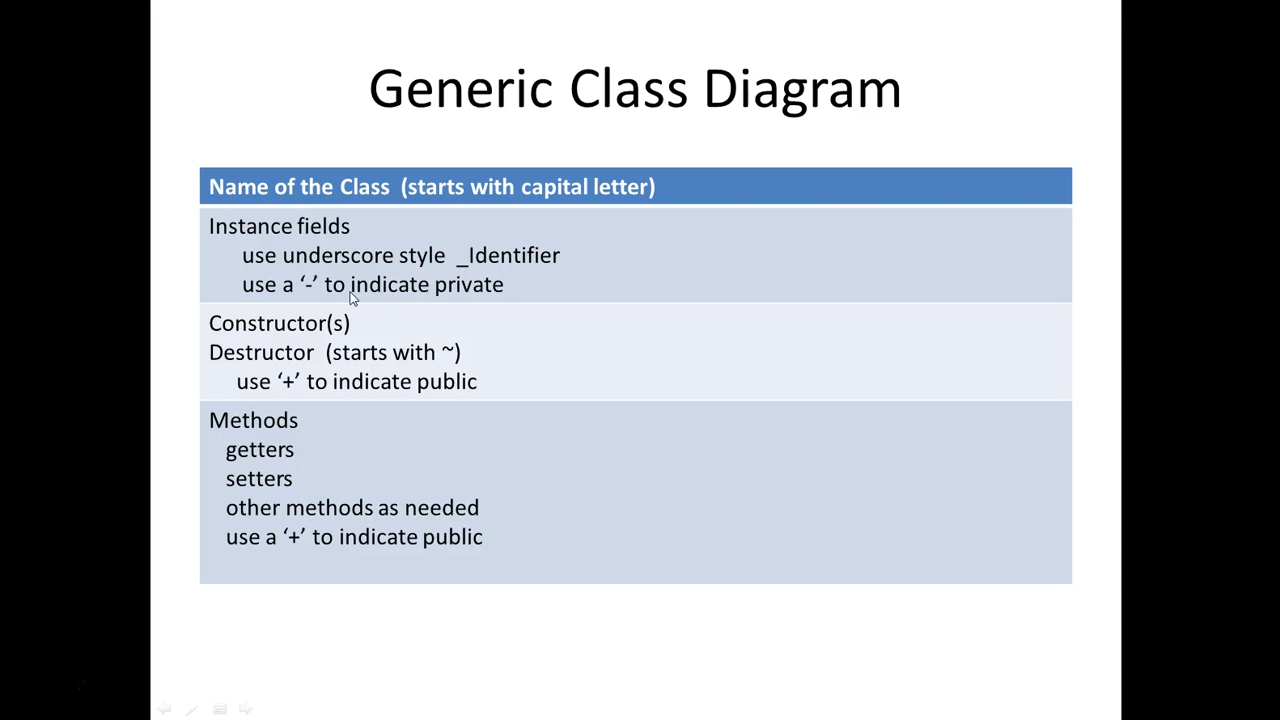 Generic Class Diagram
Name of the Class (starts with capital letter)
Instance fields
use underscore style _Identifier
use a ‘-’ to indicate private
Constructor(s)
Destructor (starts with ~)
use ‘+’ to indicate public
Methods
getters
setters
other methods as needed
use a ‘+’ to indicate public